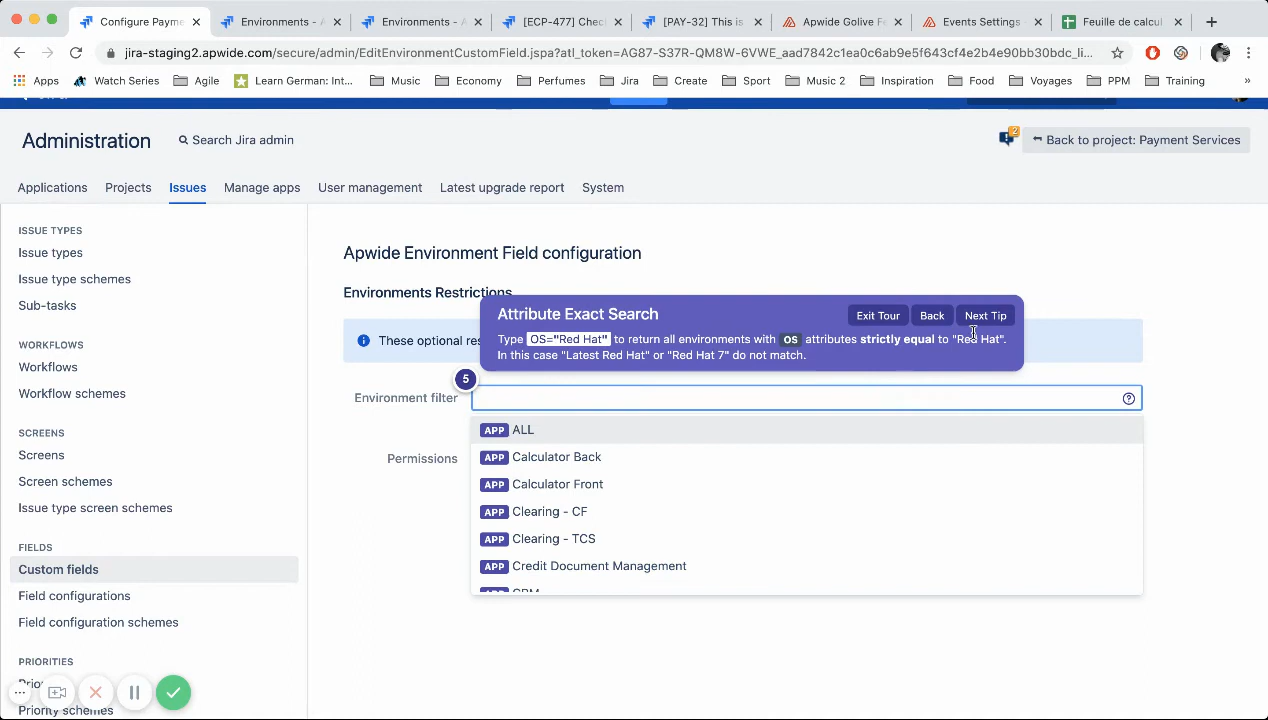 Configure Payme
Environments - A
Environments - A
[ECP-477] Chec
[PAY-32] This is
Apwide Golive Fe
Events Settings -
Feuille de calcul
jira-staging2.apwide.com/secure/admin/EditEnvironmentCustomField.jspa?atl_token=AG87-S37R-QM8W-6VWE_aad7842c1ea0c6ab9e5f643cf4e2b4e90bb30bdc_li...
Apps
Watch Series
Agile
Learn German: Int...
Music
Economy
Perfumes
Jira
Create
Sport
Music 2
Inspiration
Food
Voyages
PPM
Training
»
Administration
Search Jira admin
2
Back to project: Payment Services
Applications
Projects
Issues
Manage apps
User management
Latest upgrade report
System
ISSUE TYPES
Issue types
Issue type schemes
Sub-tasks
WORKFLOWS
Workflows
Workflow schemes
SCREENS
Screens
Screen schemes
Issue type screen schemes
FIELDS
Custom fields
Field configurations
Field configuration schemes
PRIORITIES
Priority schemes
Apwide Environment Field configuration
Environments Restrictions
These optional res
Attribute Exact Search
Exit Tour
Back
Next Tip
Type OS="Red Hat" to return all environments with OS attributes strictly equal to "Red Hat".
In this case "Latest Red Hat" or "Red Hat 7" do not match.
5
Environment filter
Permissions
APP ALL
APP Calculator Back
APP Calculator Front
APP Clearing - CF
APP Clearing - TCS
APP Credit Document Management